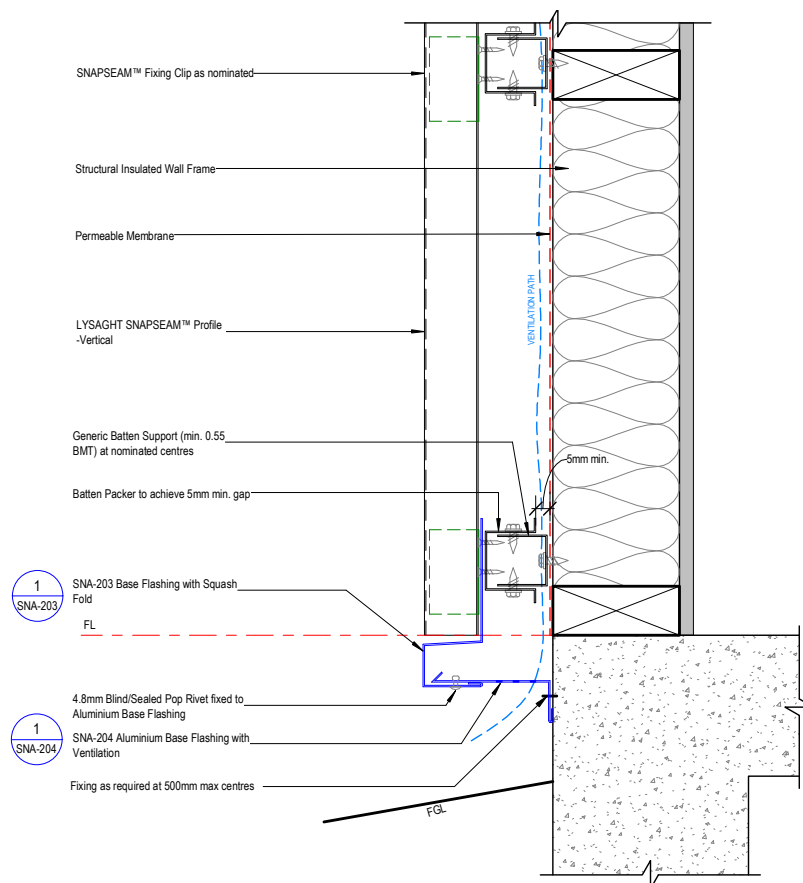 SNAPSEAM™ Fixing Clip as nominated
Structural Insulated Wall Frame
Permeable Membrane
VENTILATION PATH
LYSAGHT SNAPSEAM™ Profile
-Vertical
Generic Batten Support (min. 0.55
BMT) at nominated centres
5mm min.
Batten Packer to achieve 5mm min. gap
1
SNA-203
SNA-203 Base Flashing with Squash
Fold
FL
4.8mm Blind/Sealed Pop Rivet fixed to
Aluminium Base Flashing
1
SNA-204
SNA-204 Aluminium Base Flashing with
Ventilation
Fixing as required at 500mm max centres
FGL